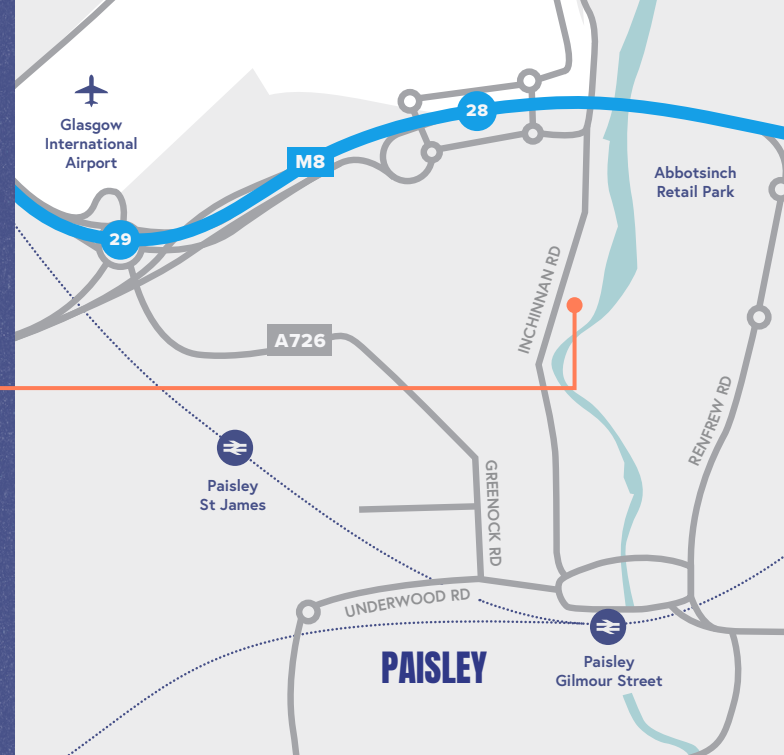 28
Glasgow
International
Airport
M8
Abbotsinch
Retail Park
29
INCHINNAN RD
A726
RENFREW RD
Paisley
St James
GREENOCK RD
UNDERWOOD RD
PAISLEY
Paisley
Gilmour Street